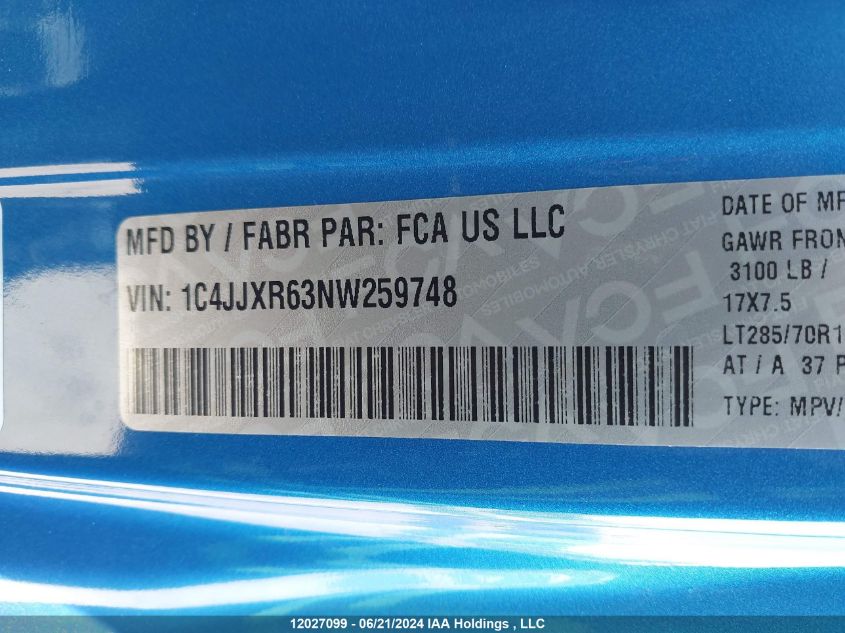 MFD BY / FABR PAR: FCA US LLC
VIN: 1C4JJXR63NW259748
DATE OF MF
GAWR FRON
3100 LB /
17X7.5
LT285/70R1
AT / A 37 P
TYPE: MPV/
12027099 - 06/21/2024 IAA Holdings , LLC